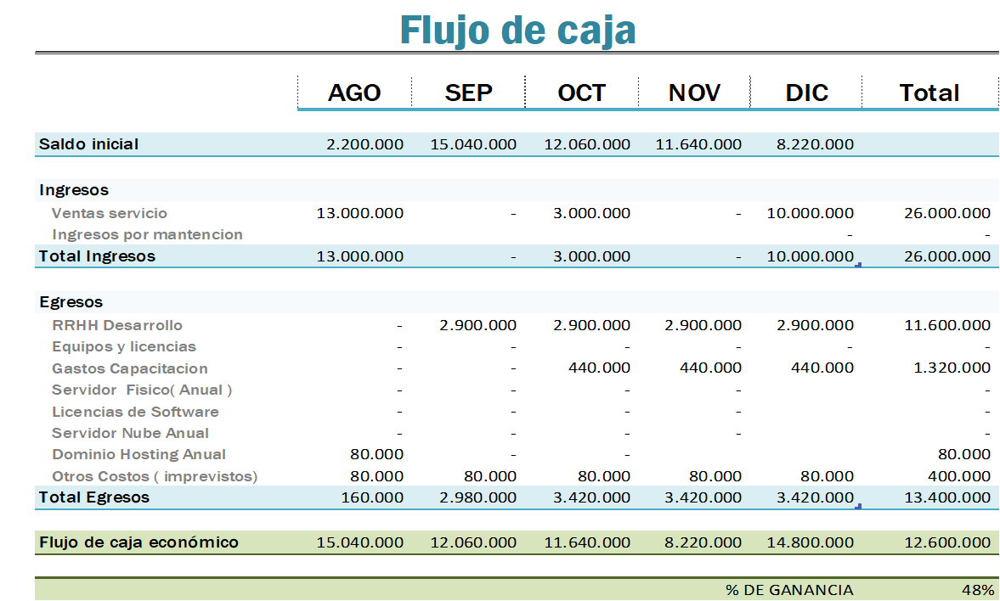 Flujo de caja
AGO SEP OCT NOV DIC Total
Saldo inicial 2.200.000 15.040.000 12.060.000 11.640.000 8.220.000
Ingresos
Ventas servicio 13.000.000 - 3.000.000 - 10.000.000 26.000.000
Ingresos por mantencion - -
Total Ingresos 13.000.000 - 3.000.000 - 10.000.000 26.000.000
Egresos
RRHH Desarrollo - 2.900.000 2.900.000 2.900.000 2.900.000 11.600.000
Equipos y licencias - - - - - -
Gastos Capacitacion - - 440.000 440.000 440.000 1.320.000
Servidor Fisico( Anual ) - - - - -
Licencias de Software - - - - -
Servidor Nube Anual - - - - -
Dominio Hosting Anual 80.000 - - 80.000
Otros Costos ( imprevistos) 80.000 80.000 80.000 80.000 80.000 400.000
Total Egresos 160.000 2.980.000 3.420.000 3.420.000 3.420.000 13.400.000
Flujo de caja económico 15.040.000 12.060.000 11.640.000 8.220.000 14.800.000 12.600.000
% DE GANANCIA 48%